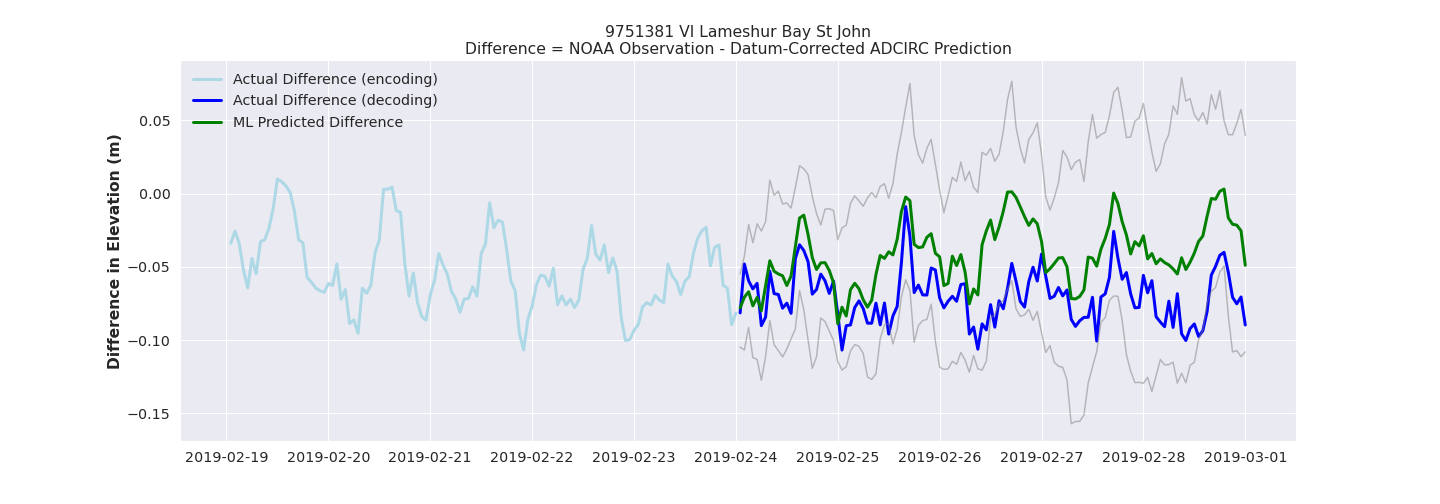 9751381 VI Lameshur Bay St John
Difference = NOAA Observation - Datum-Corrected ADCIRC Prediction
Actual Difference (encoding)
Actual Difference (decoding)
ML Predicted Difference
Difference in Elevation (m)
0.05
0.00
−0.05
−0.10
−0.15
2019-02-19 2019-02-20 2019-02-21 2019-02-22 2019-02-23 2019-02-24 2019-02-25 2019-02-26 2019-02-27 2019-02-28 2019-03-01